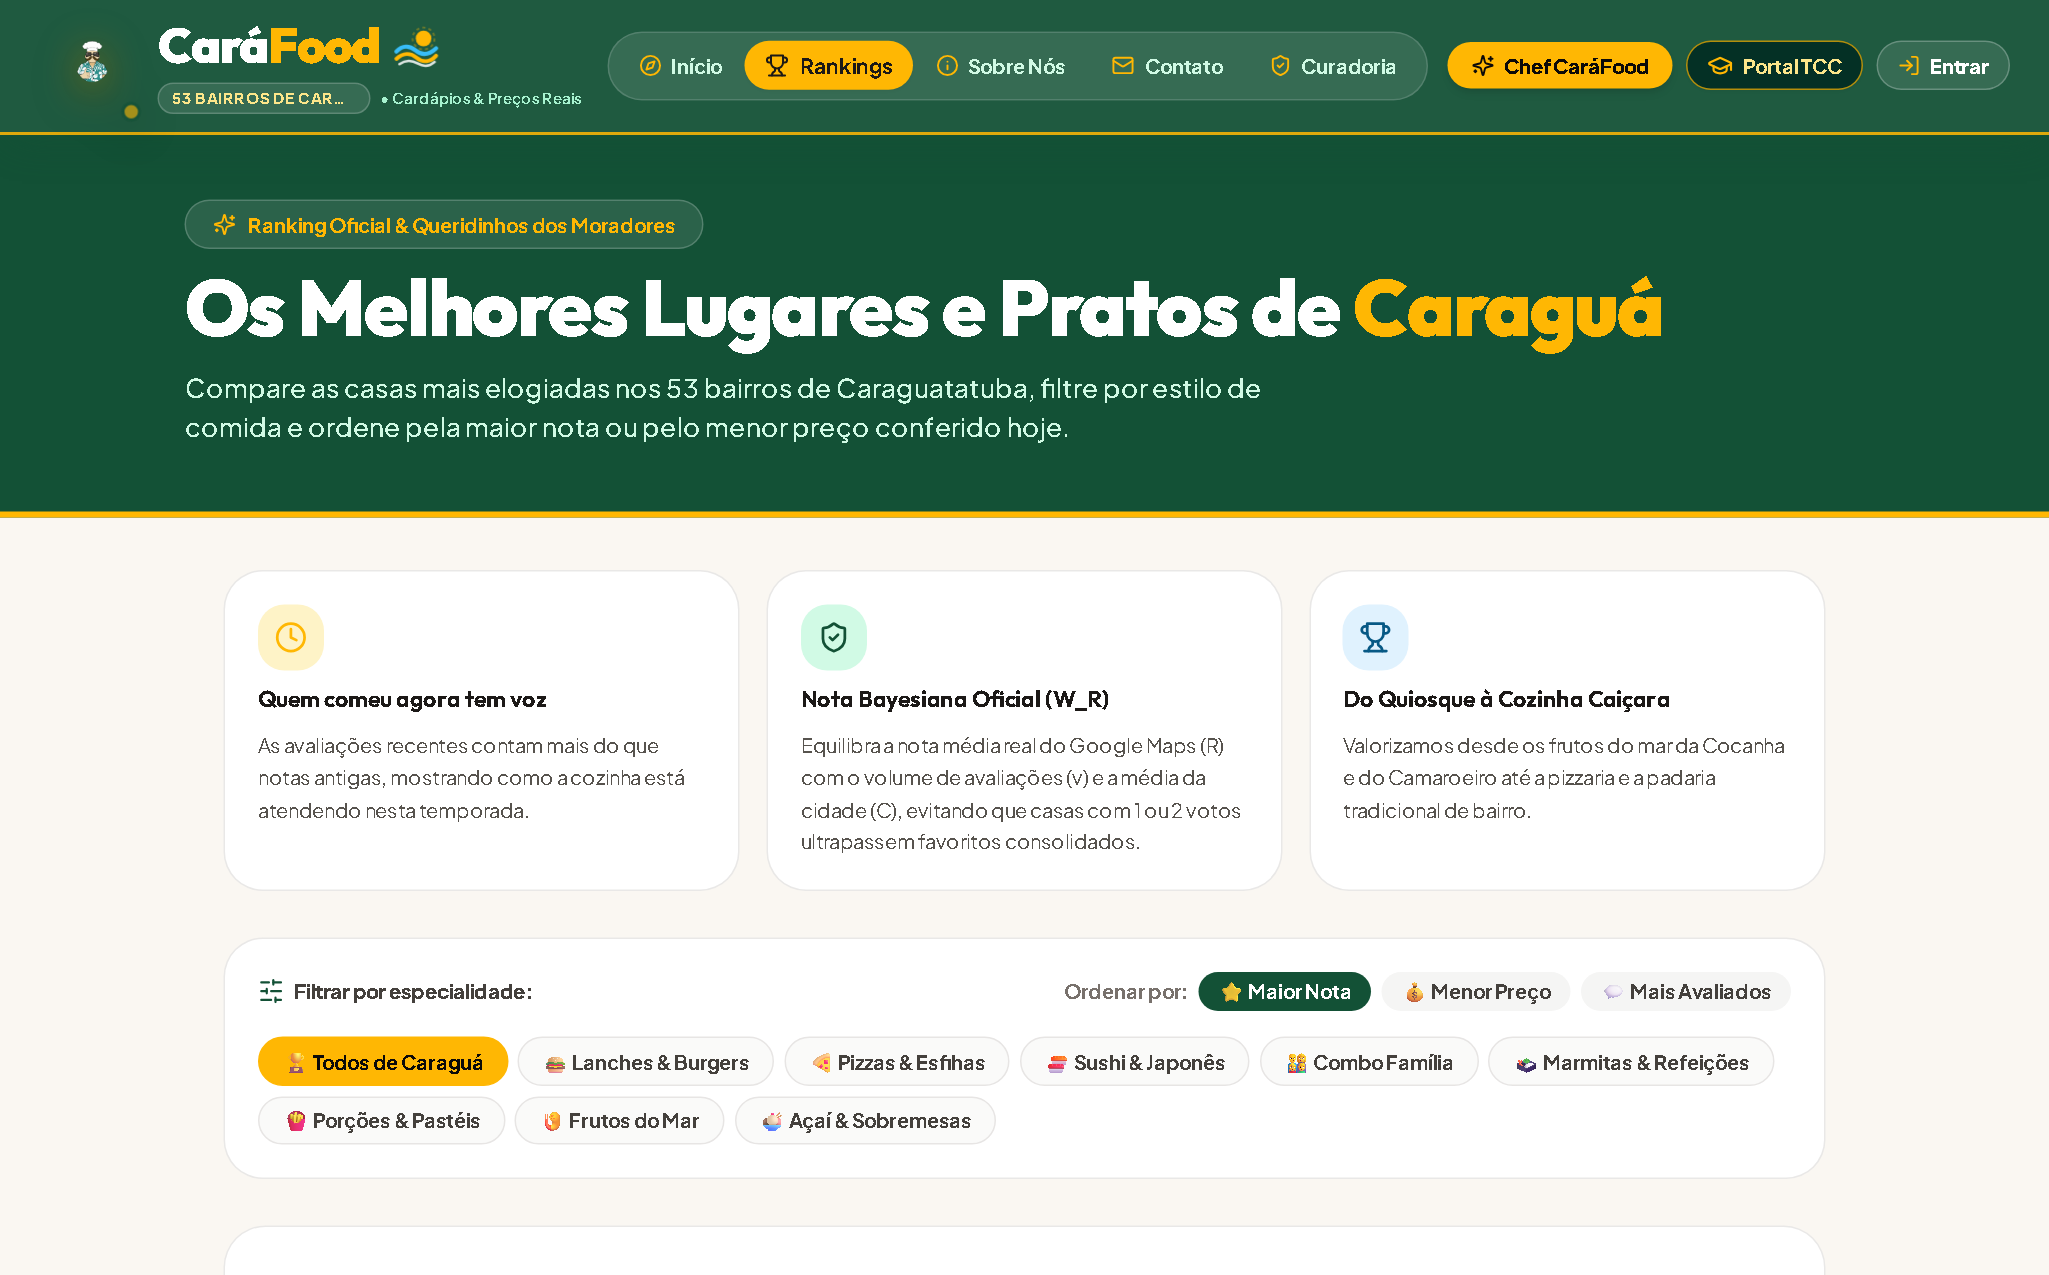 CaráFood
53 BAIRROS DE CAR... • Cardápios & Preços Reais
Início Rankings Sobre Nós Contato Curadoria Chef CaráFood Portal TCC Entrar
Ranking Oficial & Queridinhos dos Moradores
Os Melhores Lugares e Pratos de Caraguá
Compare as casas mais elogiadas nos 53 bairros de Caraguatatuba, filtre por estilo de
comida e ordene pela maior nota ou pelo menor preço conferido hoje.
Quem comeu agora tem voz
As avaliações recentes contam mais do que
notas antigas, mostrando como a cozinha está
atendendo nesta temporada.
Nota Bayesiana Oficial (W_R)
Equilibra a nota média real do Google Maps (R)
com o volume de avaliações (v) e a média da
cidade (C), evitando que casas com 1 ou 2 votos
ultrapassem favoritos consolidados.
Do Quiosque à Cozinha Caiçara
Valorizamos desde os frutos do mar da Cocanha
e do Camaroeiro até a pizzaria e a padaria
tradicional de bairro.
Filtrar por especialidade:
Ordenar por: Maior Nota Menor Preço Mais Avaliados
Todos de Caraguá Lanches & Burgers Pizzas & Esfihas Sushi & Japonês Combo Família Marmitas & Refeições
Porções & Pastéis Frutos do Mar Açaí & Sobremesas